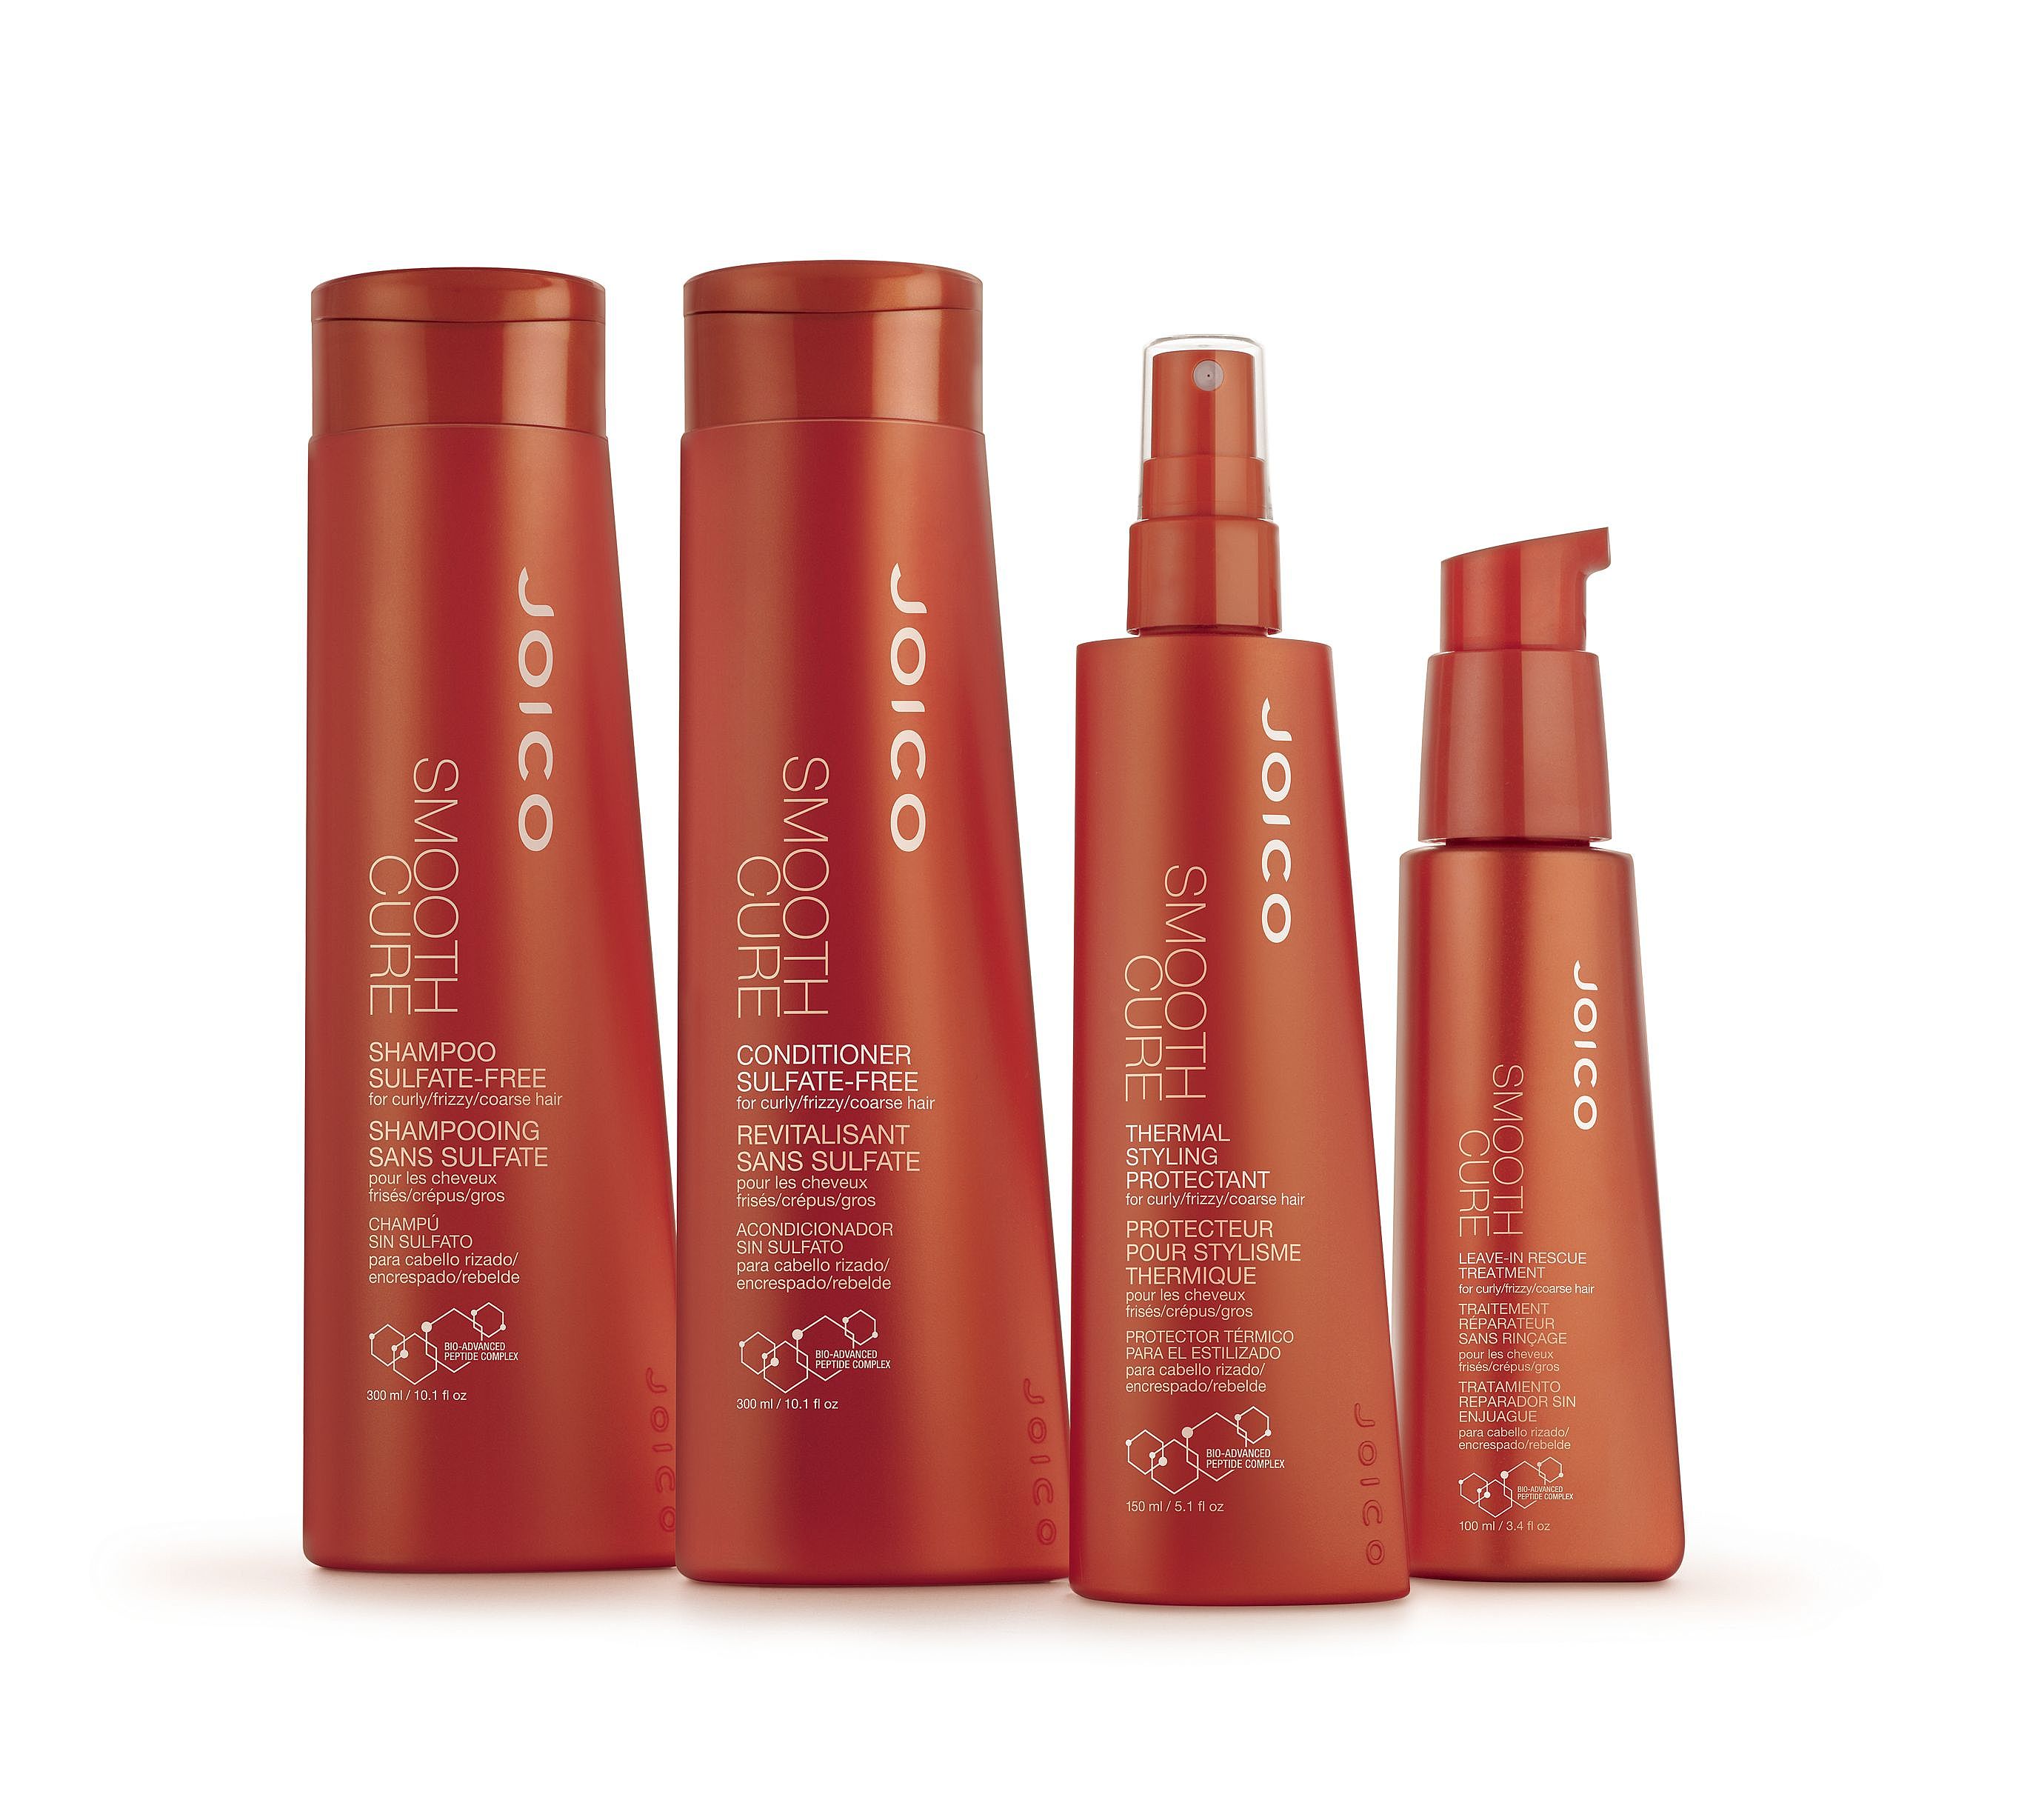 JOICO
SMOOTH
CURE
SHAMPOO
SULFATE-FREE
for curly/frizzy/coarse hair
SHAMPOOING
SANS SULFATE
pour les cheveux
frisés/crépus/gros
CHAMPÚ
SIN SULFATO
para cabello rizado/
encrespado/rebelde
BIO-ADVANCED
PEPTIDE COMPLEX
300 ml / 10.1 fl oz
JOICO
JOICO
SMOOTH
CURE
CONDITIONER
SULFATE-FREE
for curly/frizzy/coarse hair
REVITALISANT
SANS SULFATE
pour les cheveux
frisés/crépus/gros
ACONDICIONADOR
SIN SULFATO
para cabello rizado/
encrespado/rebelde
BIO-ADVANCED
PEPTIDE COMPLEX
300 ml / 10.1 fl oz
JOICO
JOICO
SMOOTH
CURE
THERMAL
STYLING
PROTECTANT
for curly/frizzy/coarse hair
PROTECTEUR
POUR STYLISME
THERMIQUE
pour les cheveux
frisés/crépus/gros
PROTECTOR TÉRMICO
PARA EL ESTILIZADO
para cabello rizado/
encrespado/rebelde
BIO-ADVANCED
PEPTIDE COMPLEX
150 ml / 5.1 fl oz
JOICO
JOICO
SMOOTH
CURE
LEAVE-IN RESCUE
TREATMENT
for curly/frizzy/coarse hair
TRAITEMENT
RÉPARATEUR
SANS RINÇAGE
pour les cheveux
frisés/crépus/gros
TRATAMIENTO
REPARADOR SIN
ENJUAGUE
para cabello rizado/
encrespado/rebelde
BIO-ADVANCED
PEPTIDE COMPLEX
100 ml / 3.4 fl oz